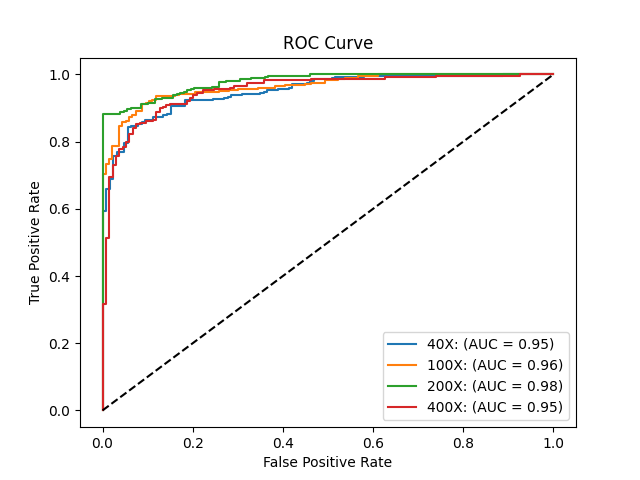 ROC Curve
True Positive Rate
1.0
0.8
0.6
0.4
0.2
0.0
0.0 0.2 0.4 0.6 0.8 1.0
False Positive Rate
40X: (AUC = 0.95)
100X: (AUC = 0.96)
200X: (AUC = 0.98)
400X: (AUC = 0.95)